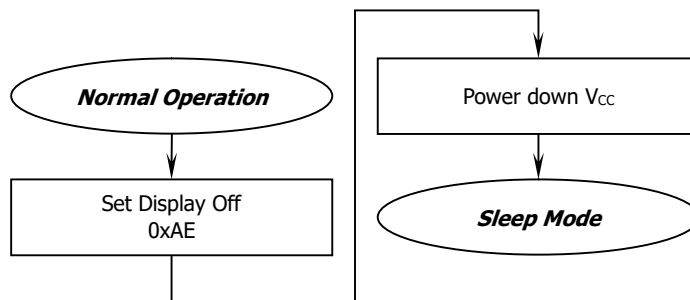 Normal Operation
Set Display Off
0xAE
Power down VCC
Sleep Mode